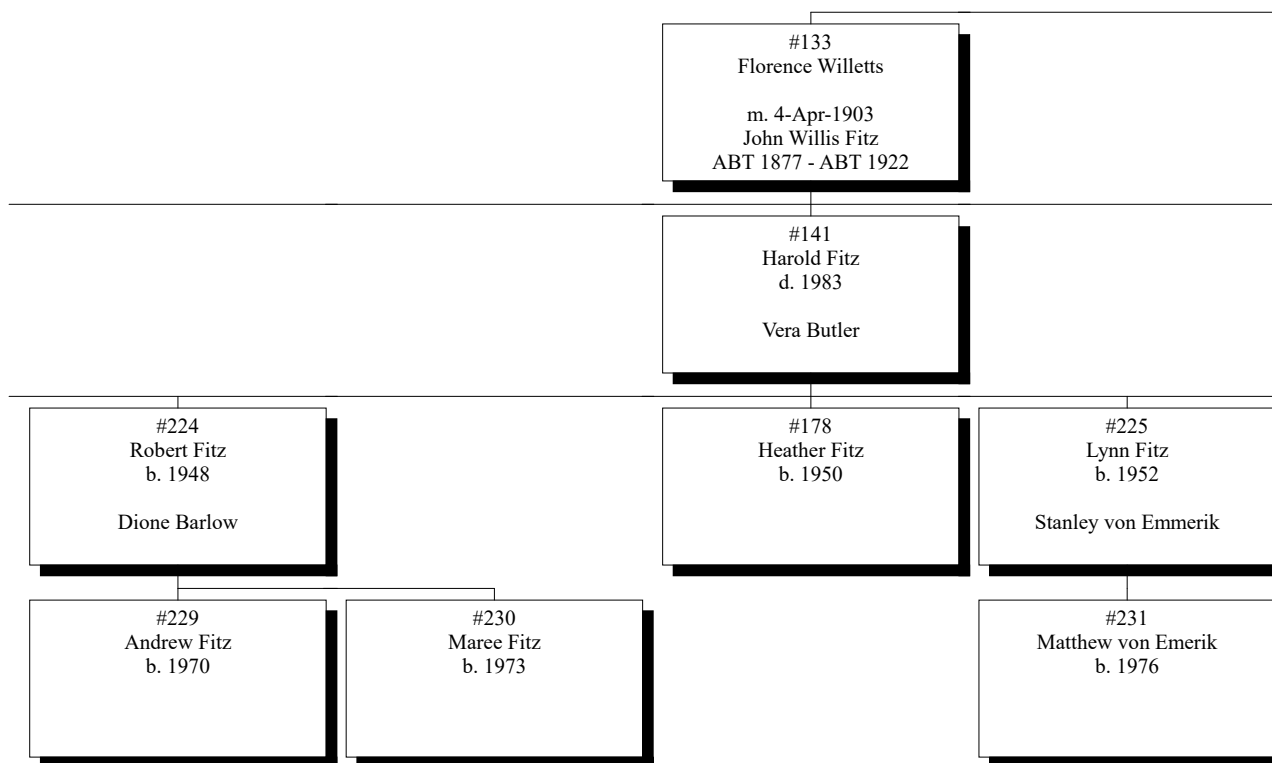 #133
Florence Willetts
m. 4-Apr-1903
John Willis Fitz
ABT 1877 - ABT 1922
#141
Harold Fitz
d. 1983
Vera Butler
#224
Robert Fitz
b. 1948
Dione Barlow
#178
Heather Fitz
b. 1950
#225
Lynn Fitz
b. 1952
Stanley von Emmerik
#229
Andrew Fitz
b. 1970
#230
Maree Fitz
b. 1973
#231
Matthew von Emerik
b. 1976